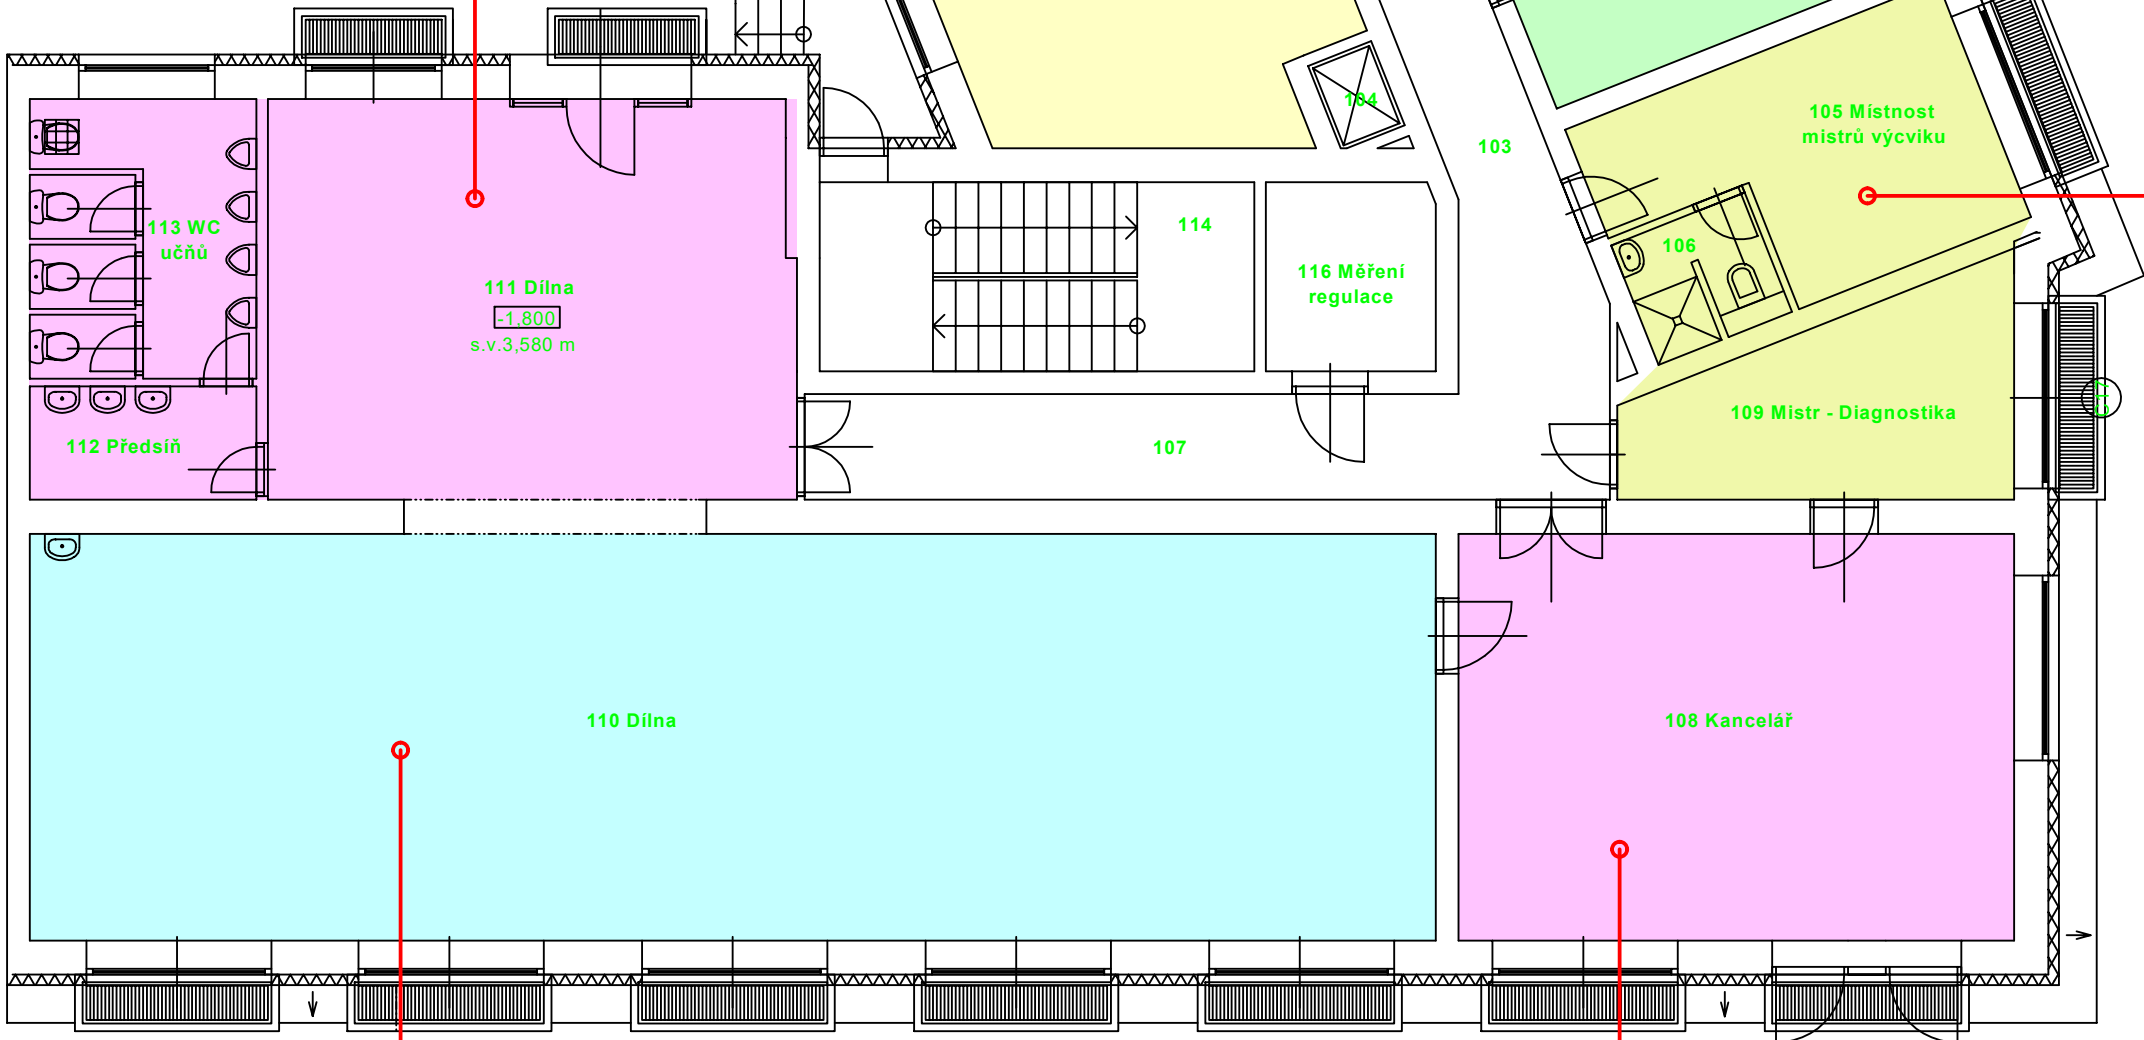 104
105 Místnost
mistrů výcviku
103
113 WC
učňů
114
106
116 Měření
regulace
111 Dílna
-1,800
s.v.3,580 m
109 Mistr - Diagnostika
112 Předsíň
107
110 Dílna
108 Kancelář